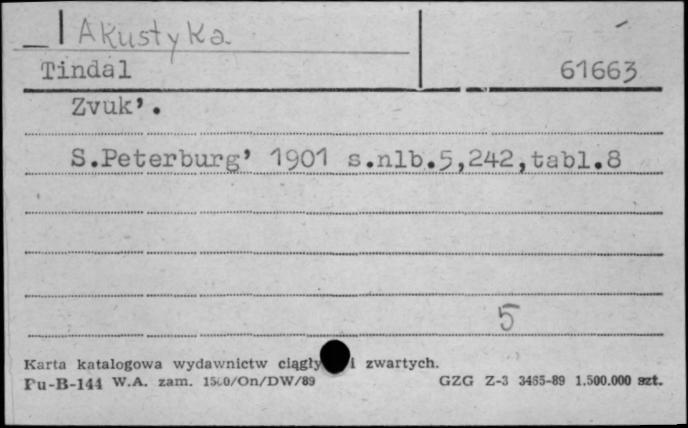 Akustyka
Tindal 61663
Zvuk’.
S.Peterburg’ 1901 s.nlb.5,242,tabl.8
5
Karta katalogowa wydawnictw ciągły i zwartych.
Pu-B-144 W.A. zam. /On/DW/89 GZG Z-3 3465-89 1.500.000 szt.